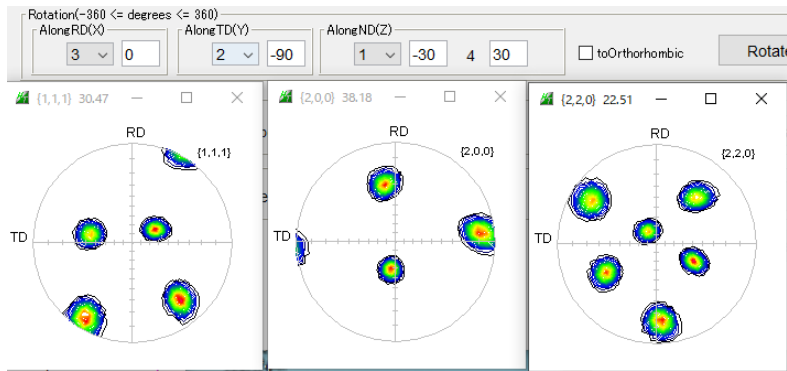 Rotation(-360 <= degrees <= 360)
AlongRD(X) AlongTD(Y) AlongND(Z)
3 0 2 -90 1 -30 4 30 toOrthorhombic Rotate
{1,1,1} 30.47 {2,0,0} 38.18 {2,2,0} 22.51
RD RD RD
{1,1,1} {2,0,0} {2,2,0}
TD TD TD